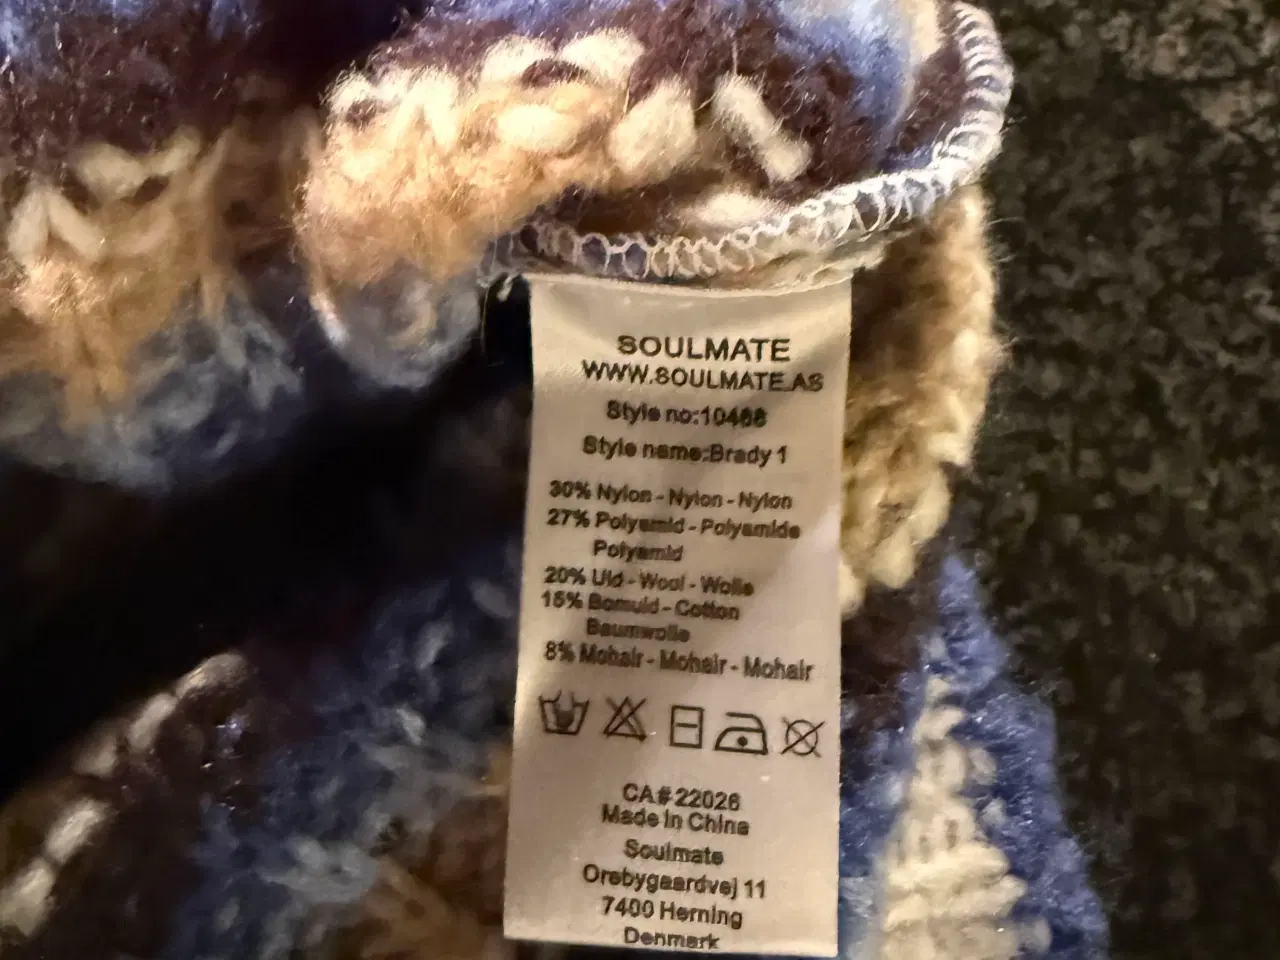 SOULMATE
WWW.SOULMATE.AS
Style no:10468
Style name:Brady 1
30% Nylon - Nylon - Nylon
27% Polyamid - Polyamide
Polyamid
20% Uld - Wool - Wolle
15% Bomuld - Cotton
Baumwolle
8% Mohair - Mohair - Mohair
CA# 22026
Made In China
Soulmate
Orebygaardvej 11
7400 Herning
Denmark